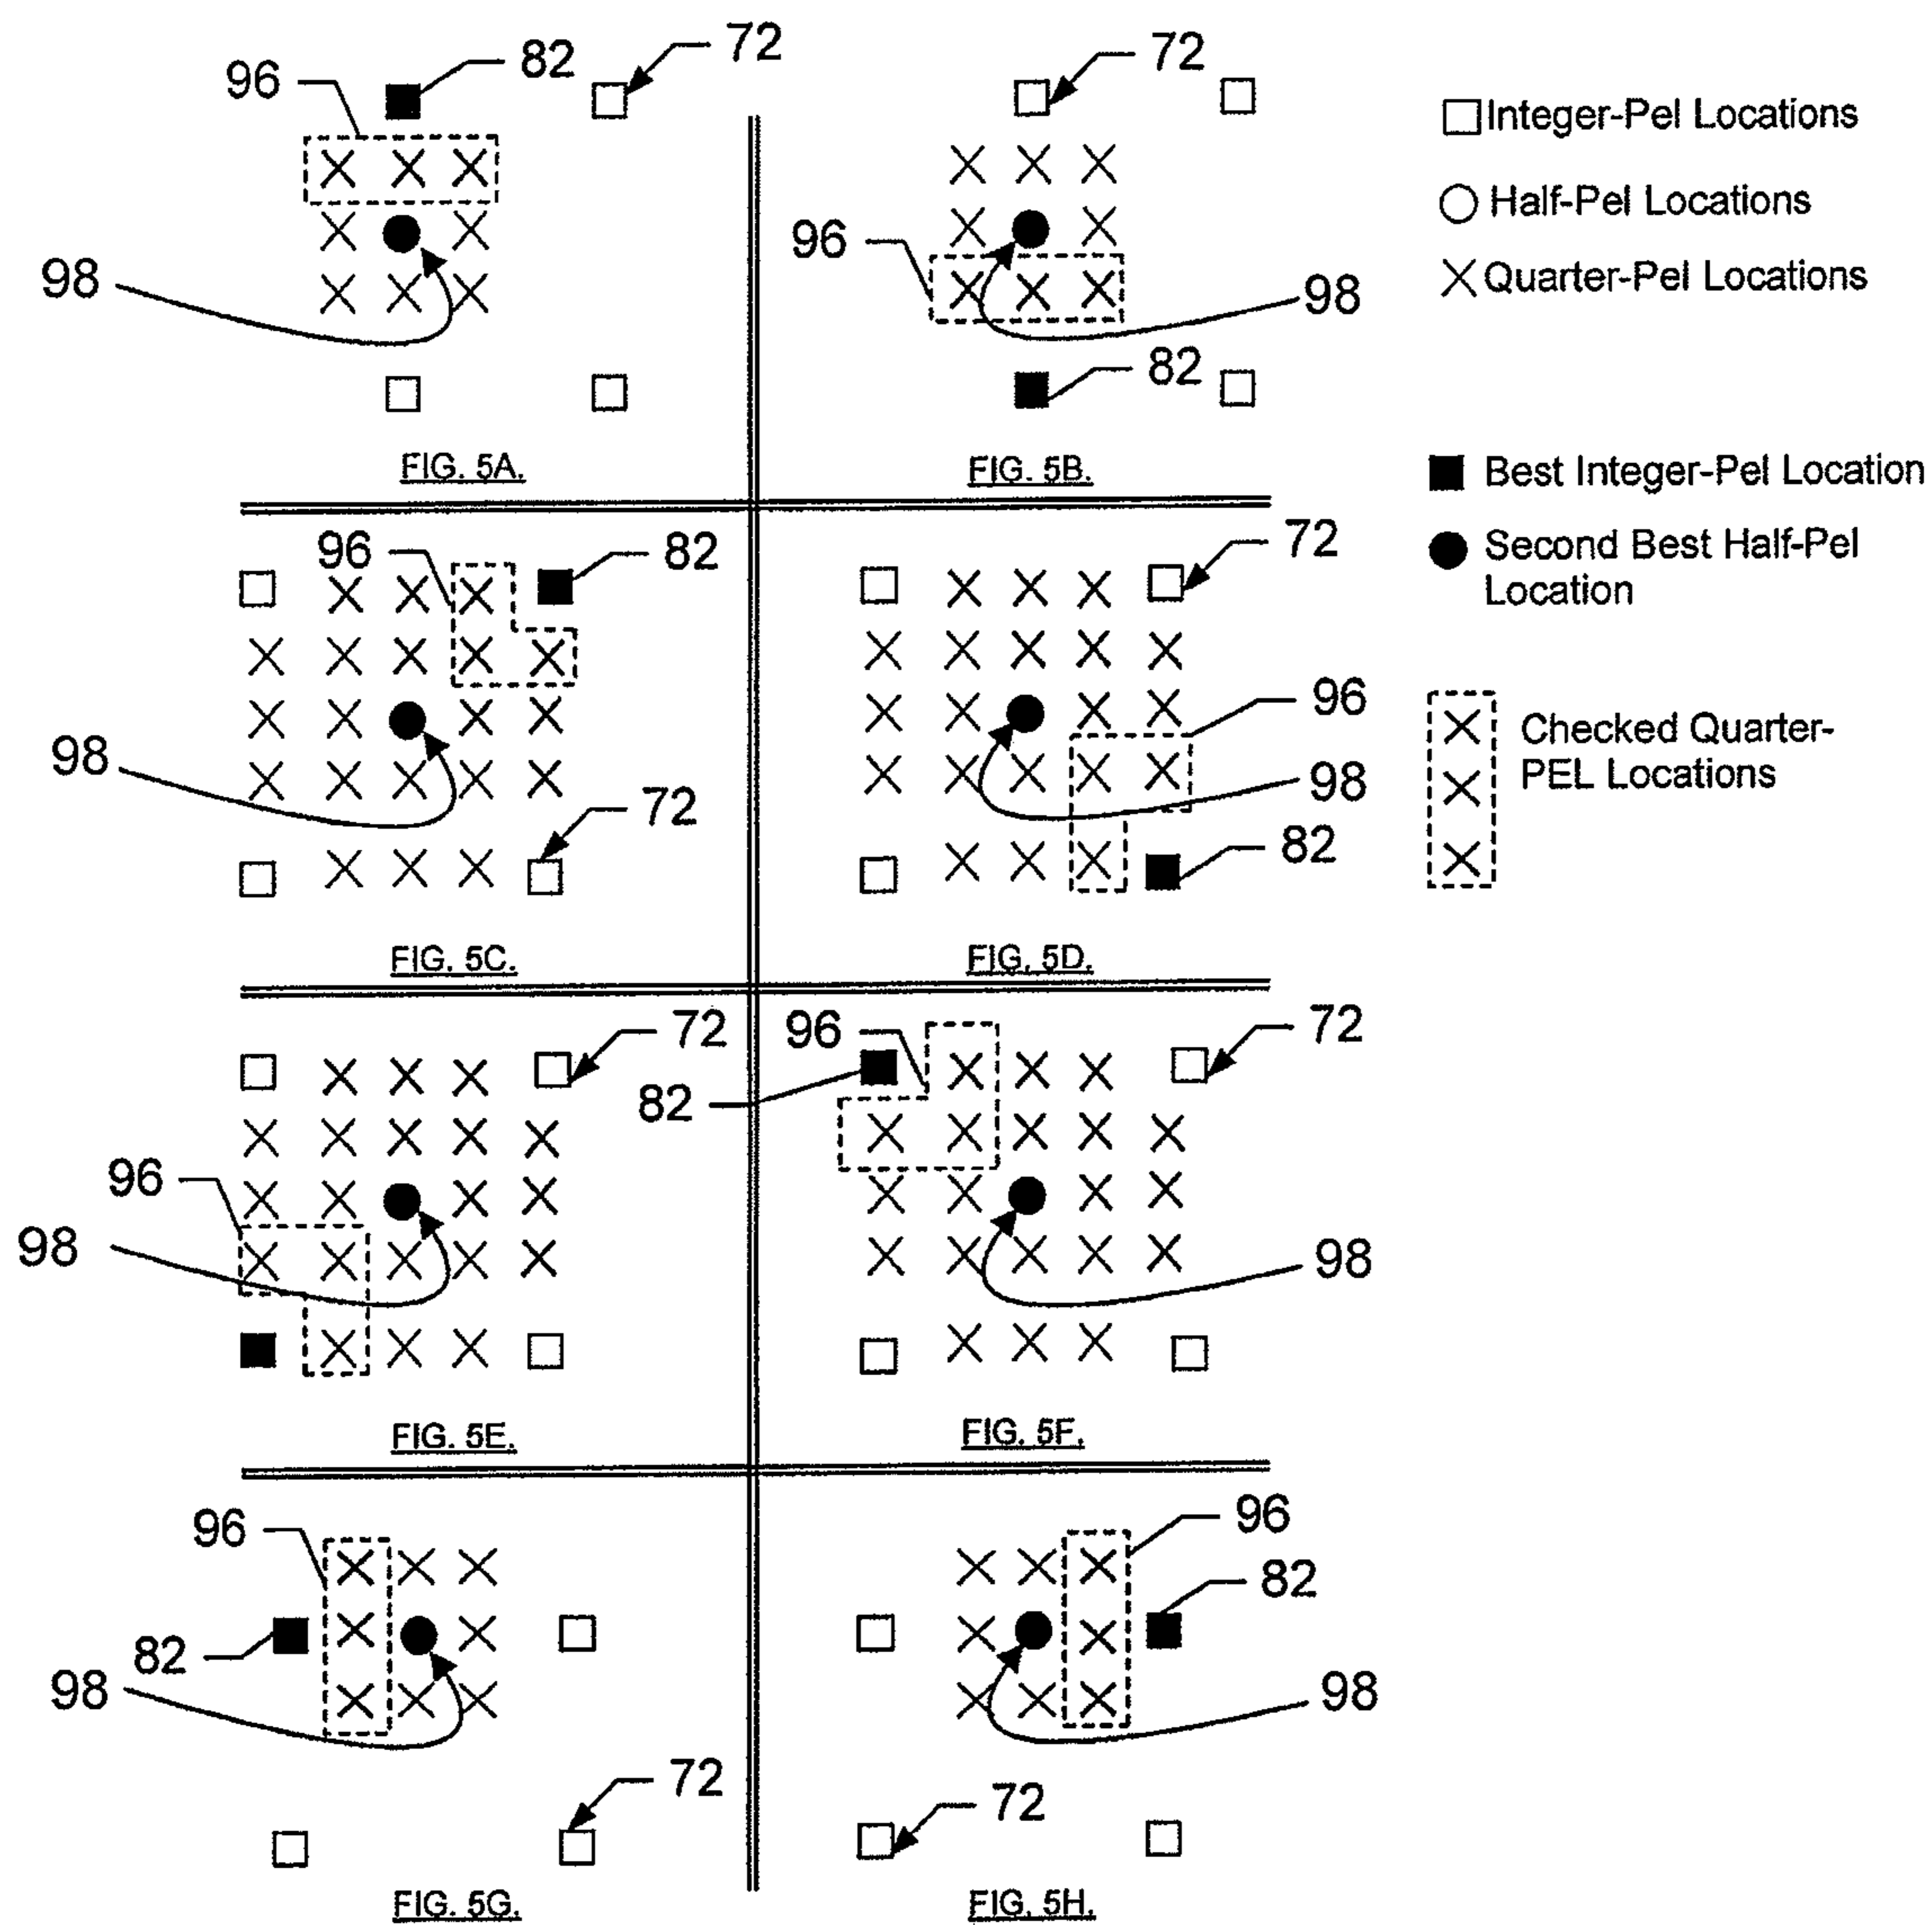 96
82
72
98
FIG. 5A.
72
96
98
82
FIG. 5B.
Integer-Pel Locations
Half-Pel Locations
Quarter-Pel Locations
Best Integer-Pel Location
Second Best Half-Pel
Location
Checked Quarter-
PEL Locations
96
82
98
72
FIG. 5C.
72
96
98
82
FIG. 5D.
72
96
98
FIG. 5E.
96
72
82
98
FIG. 5F.
96
82
98
72
FIG. 5G.
96
82
98
72
FIG. 5H.